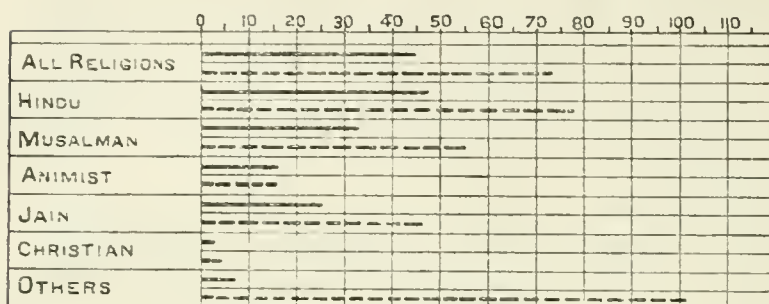 0 10 20 30 40 50 60 70 80 90 100 110
ALL RELIGIONS
HINDU
MUSALMAN
ANIMIST
JAIN
CHRISTIAN
OTHERS